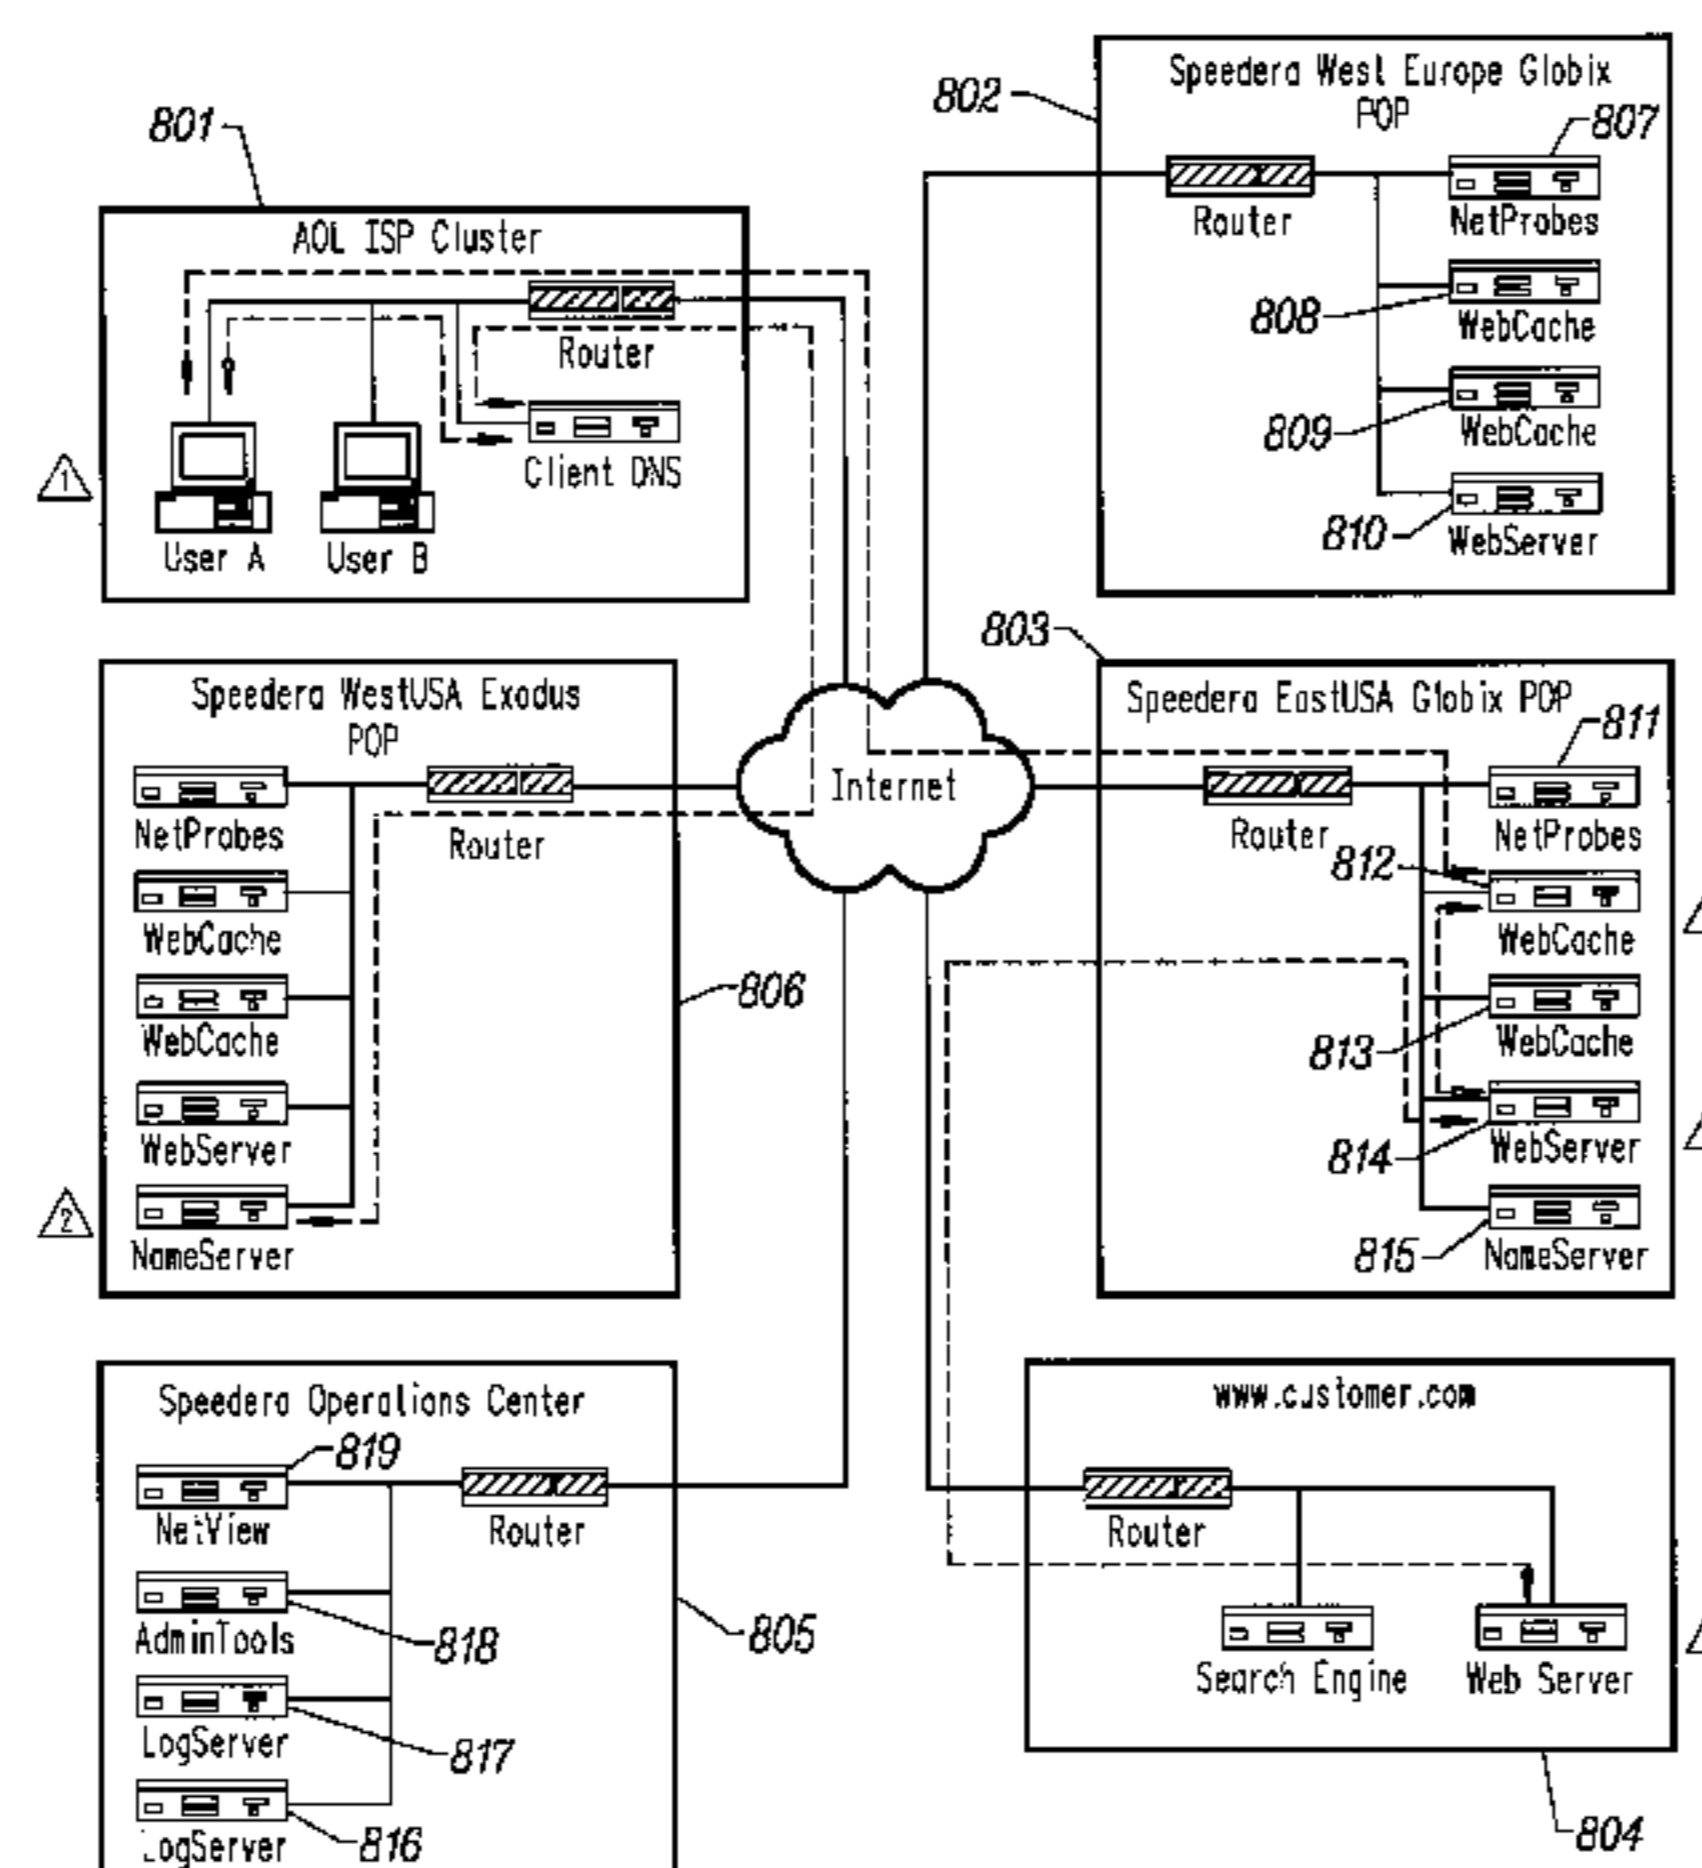 801
AOL ISP Cluster
Router
Client DNS
1
User A
User B
802
Speedera West Europe Globix
POP
807
Router
NetProbes
808
WebCache
809
WebCache
810
WebServer
Speedera WestUSA Exodus
POP
NetProbes
Router
WebCache
WebCache
WebServer
2
NameServer
806
Internet
803
Speedera EastUSA Globix POP
811
Router
NetProbes
812
WebCache
813
WebCache
814
WebServer
815
NameServer
Speedera Operations Center
819
NetView
Router
AdminTools
818
LogServer
817
LogServer
816
805
www.customer.com
Router
Search Engine
Web Server
804